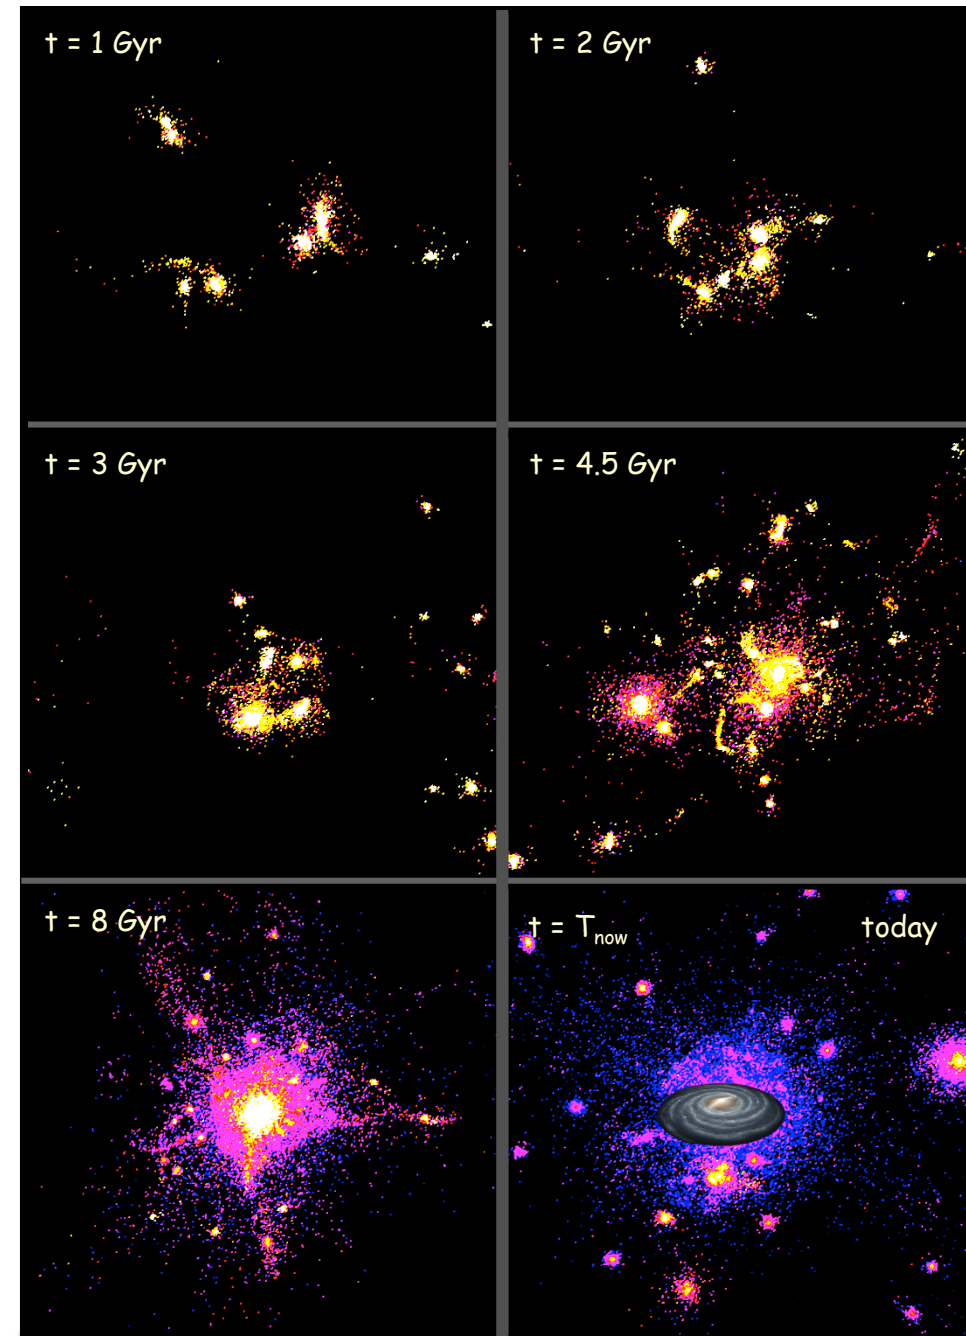 t = 1 Gyr
t = 2 Gyr
t = 3 Gyr
t = 4.5 Gyr
t = 8 Gyr
t = Tnow today